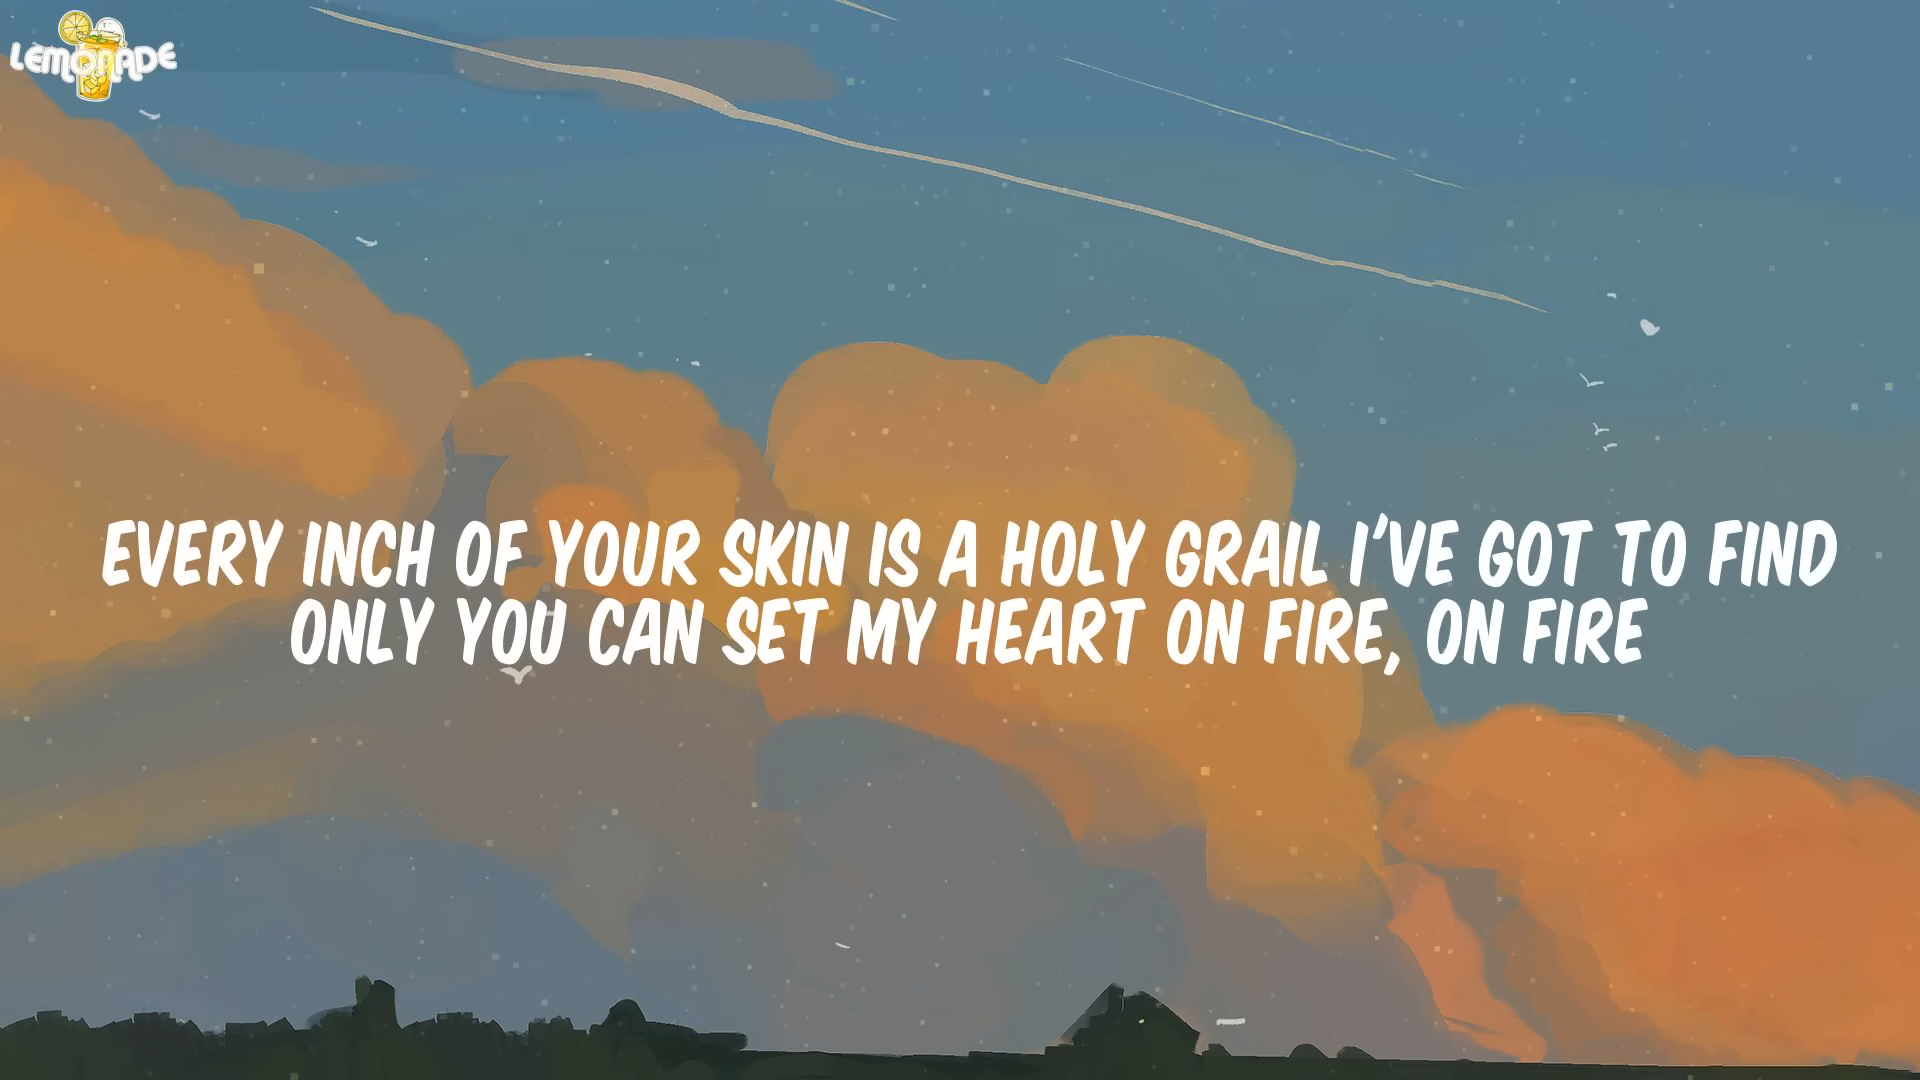 LEMONADE
EVERY INCH OF YOUR SKIN IS A HOLY GRAIL I'VE GOT TO FIND
ONLY YOU CAN SET MY HEART ON FIRE, ON FIRE